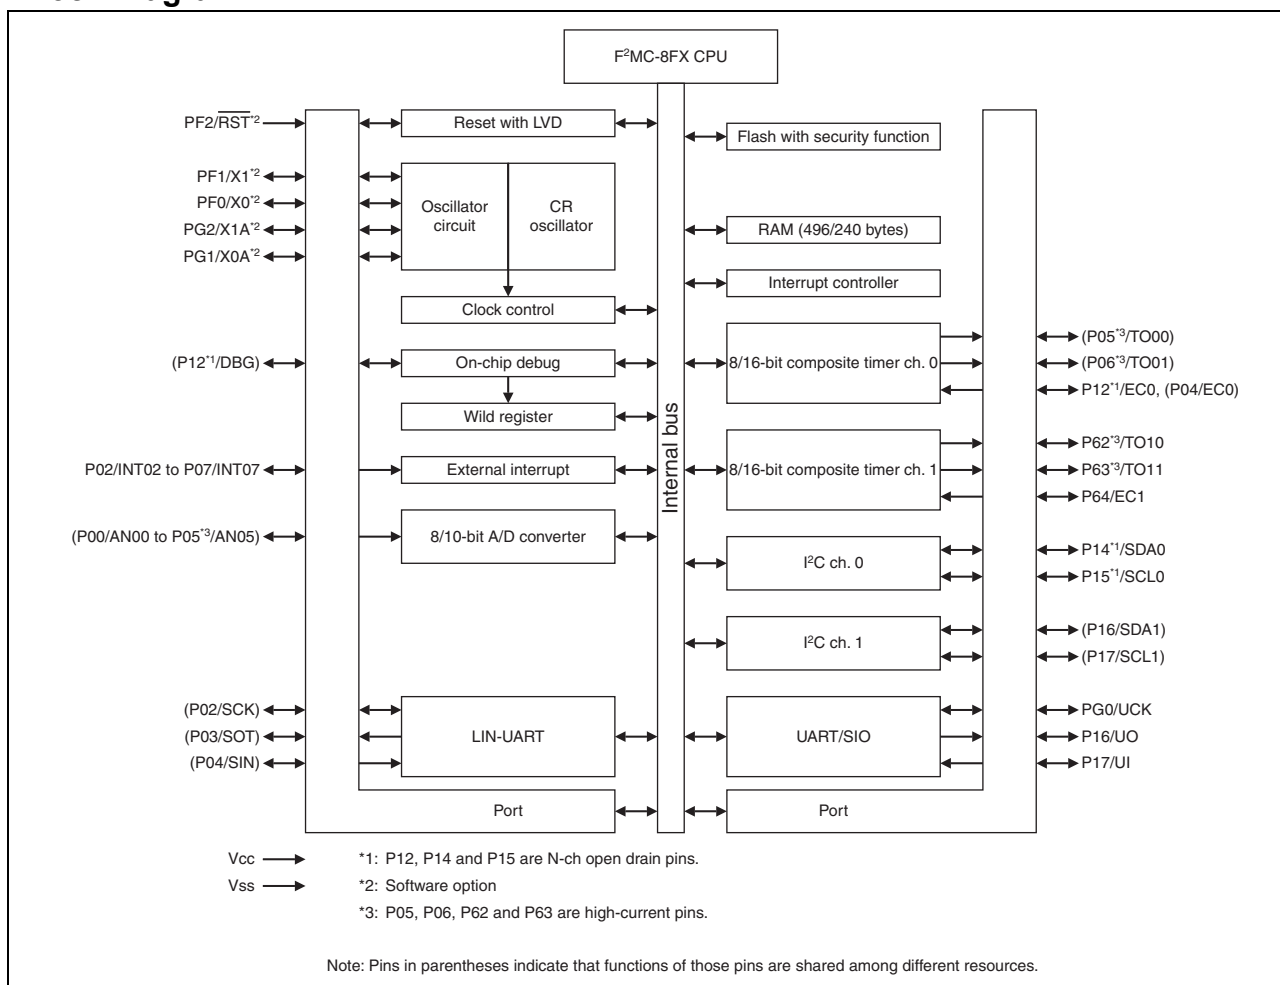 F²MC-8FX CPU
PF2/RST*2
Reset with LVD
Flash with security function
PF1/X1*2
PF0/X0*2
PG2/X1A*2
PG1/X0A*2
Oscillator
circuit
CR
oscillator
RAM (496/240 bytes)
Interrupt controller
Clock control
(P12*1/DBG)
On-chip debug
8/16-bit composite timer ch. 0
(P05*3/TO00)
(P06*3/TO01)
P12*1/EC0, (P04/EC0)
Wild register
Internal bus
P02/INT02 to P07/INT07
External interrupt
8/16-bit composite timer ch. 1
P62*3/TO10
P63*3/TO11
P64/EC1
(P00/AN00 to P05*3/AN05)
8/10-bit A/D converter
I²C ch. 0
P14*1/SDA0
P15*1/SCL0
I²C ch. 1
(P16/SDA1)
(P17/SCL1)
(P02/SCK)
(P03/SOT)
(P04/SIN)
LIN-UART
UART/SIO
PG0/UCK
P16/UO
P17/UI
Port
Port
Vcc
Vss
*1: P12, P14 and P15 are N-ch open drain pins.
*2: Software option
*3: P05, P06, P62 and P63 are high-current pins.
Note: Pins in parentheses indicate that functions of those pins are shared among different resources.